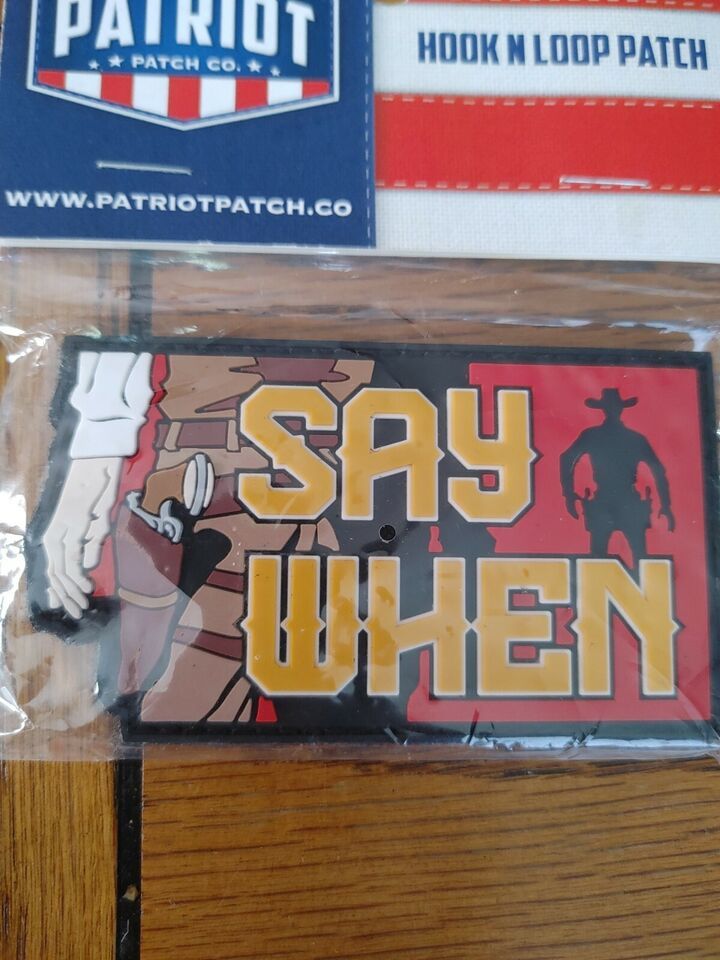 PATRIOT
★ ★ PATCH CO. ★ ★
HOOK N LOOP PATCH
WWW.PATRIOTPATCH.CO
SAY
WHEN